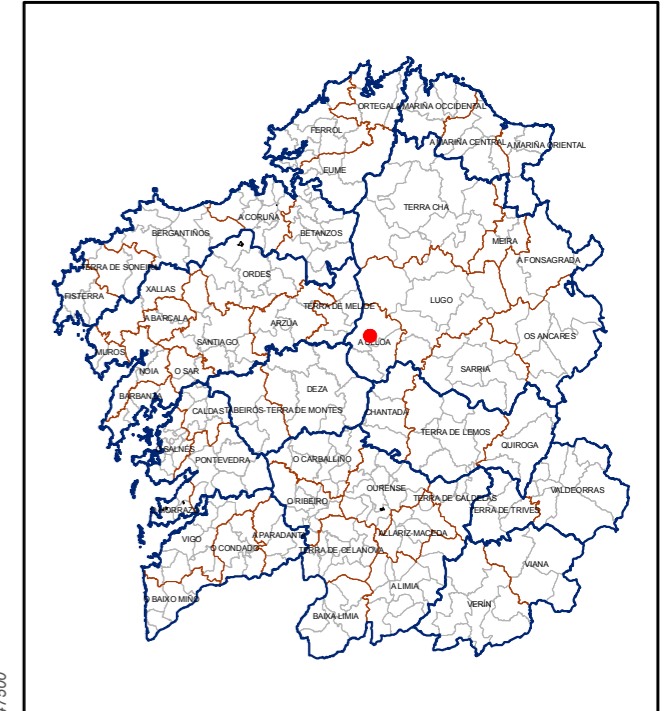 ORTEGAL
A MARIÑA OCCIDENTAL
FERROL
A MARIÑA CENTRAL
A MARIÑA ORIENTAL
EUME
TERRA CHÁ
A CORUÑA
BETANZOS
BERGANTIÑOS
MEIRA
A FONSAGRADA
TERRA DE SONEIRA
ORDES
XALLAS
FISTERRA
LUGO
TERRA DE MELIDE
A BARCALA
ARZÚA
OS ANCARES
SANTIAGO
A ULLOA
MUROS
SARRIA
NOIA
O SAR
DEZA
BARBANZA
CALDAS
TABEIRÓS-TERRA DE MONTES
CHANTADA
TERRA DE LEMOS
QUIROGA
O SALNÉS
PONTEVEDRA
O CARBALLIÑO
OURENSE
VALDEORRAS
O RIBEIRO
TERRA DE CALDELAS
TERRA DE TRIVES
O MORRAZO
A PARADANTA
ALLARIZ-MACEDA
VIGO
O CONDADO
TERRA DE CELANOVA
VIANA
A LIMIA
O BAIXO MIÑO
VERÍN
BAIXA LIMIA